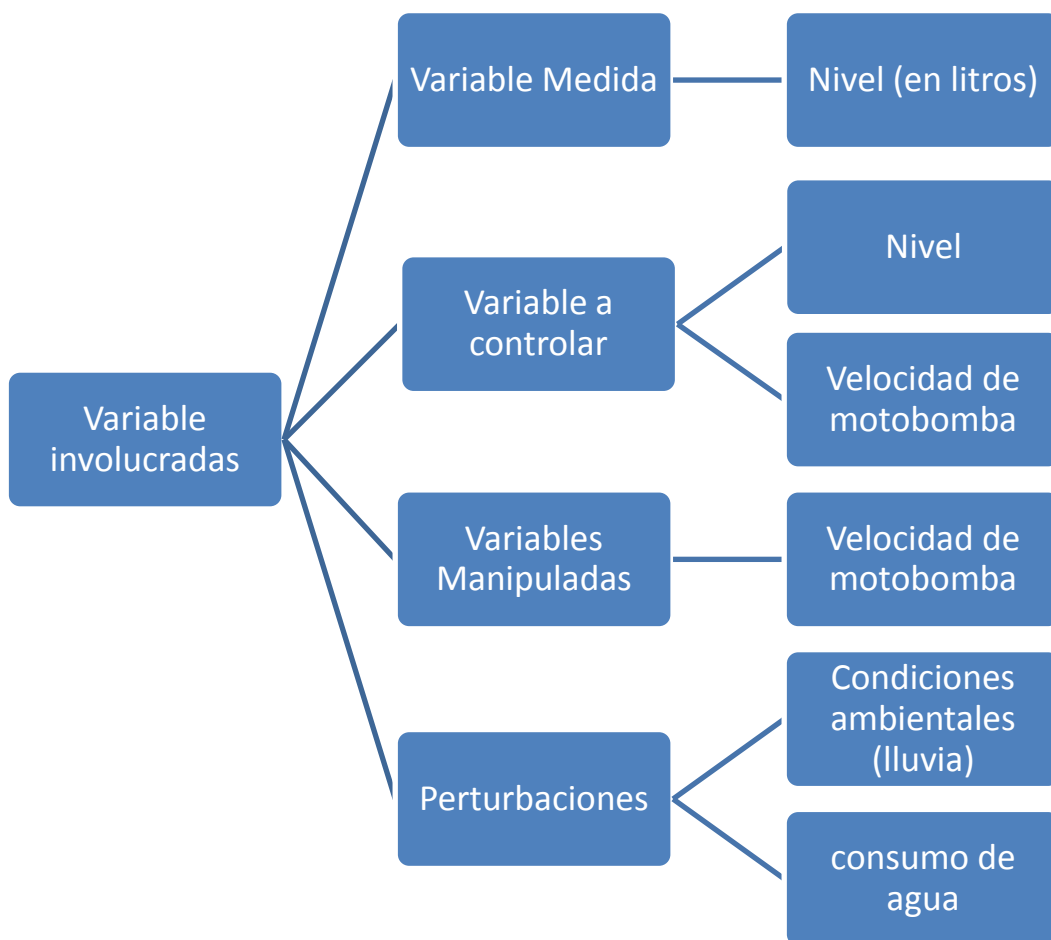 Variable
involucradas
Variable Medida
Nivel (en litros)
Variable a
controlar
Nivel
Velocidad de
motobomba
Variables
Manipuladas
Velocidad de
motobomba
Perturbaciones
Condiciones
ambientales
(lluvia)
consumo de
agua